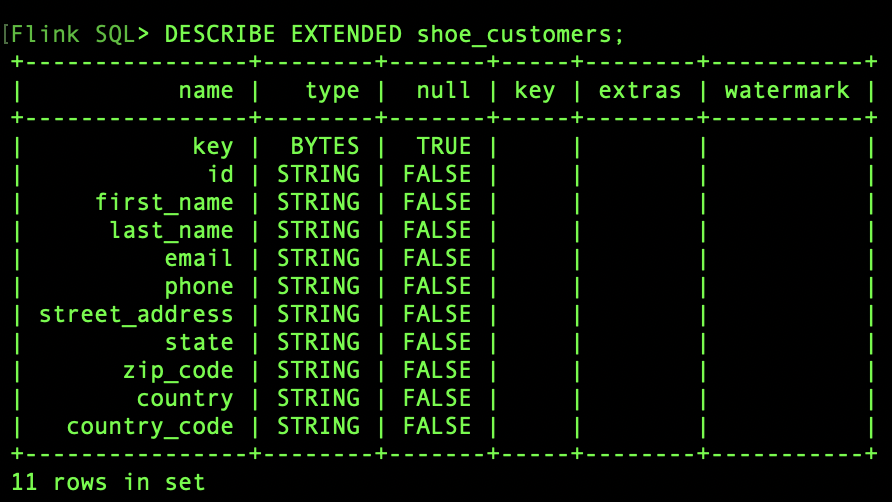 [Flink SQL> DESCRIBE EXTENDED shoe_customers;
+----------------+--------+-------+-----+--------+-----------+
|           name |   type |  null | key | extras | watermark |
+----------------+--------+-------+-----+--------+-----------+
|            key |  BYTES |  TRUE |     |        |           |
|             id | STRING | FALSE |     |        |           |
|     first_name | STRING | FALSE |     |        |           |
|      last_name | STRING | FALSE |     |        |           |
|          email | STRING | FALSE |     |        |           |
|          phone | STRING | FALSE |     |        |           |
| street_address | STRING | FALSE |     |        |           |
|          state | STRING | FALSE |     |        |           |
|       zip_code | STRING | FALSE |     |        |           |
|        country | STRING | FALSE |     |        |           |
|   country_code | STRING | FALSE |     |        |           |
+----------------+--------+-------+-----+--------+-----------+
11 rows in set